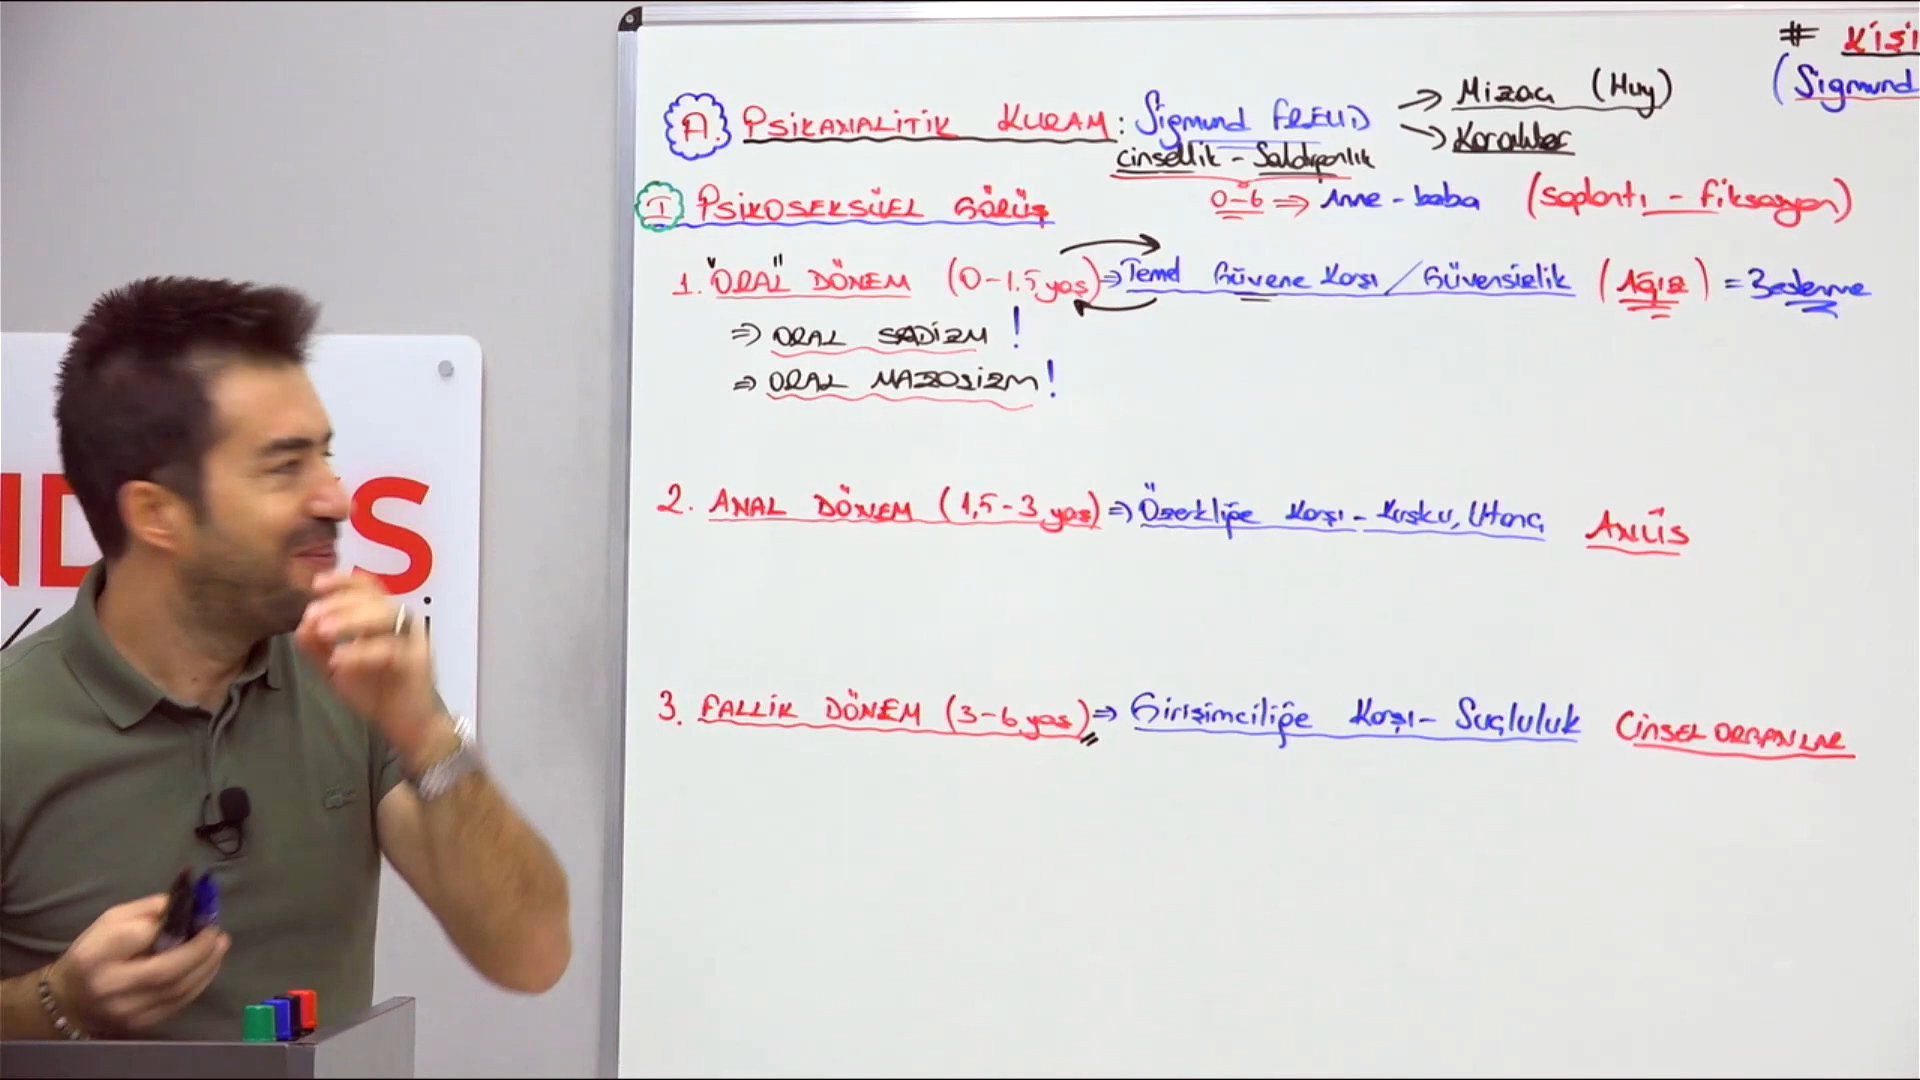 # KİŞİ
(Sigmund
A. PSİKANALİTİK KURAM: Sigmund FREUD → Mizaç (Huy)
→ Karakter
cinsellik - Saldırganlık
I PSİKOSEKSÜEL GÖRÜŞ 0-6 ⇒ Anne - baba (saplantı - fiksasyon)
1. "ORAL" DÖNEM (0-1.5 yaş) ⇒ Temel Güvene Karşı / Güvensizlik (AĞIZ) = Beslenme
⇒ ORAL SADİZM !
⇒ ORAL MAZOŞİZM !
2. ANAL DÖNEM (1,5-3 yaş) ⇒ Özerkliğe Karşı - Kuşku, Utanç ANÜS
3. FALLİK DÖNEM (3-6 yaş) ⇒ Girişimciliğe Karşı - Suçluluk CİNSEL ORGANLAR